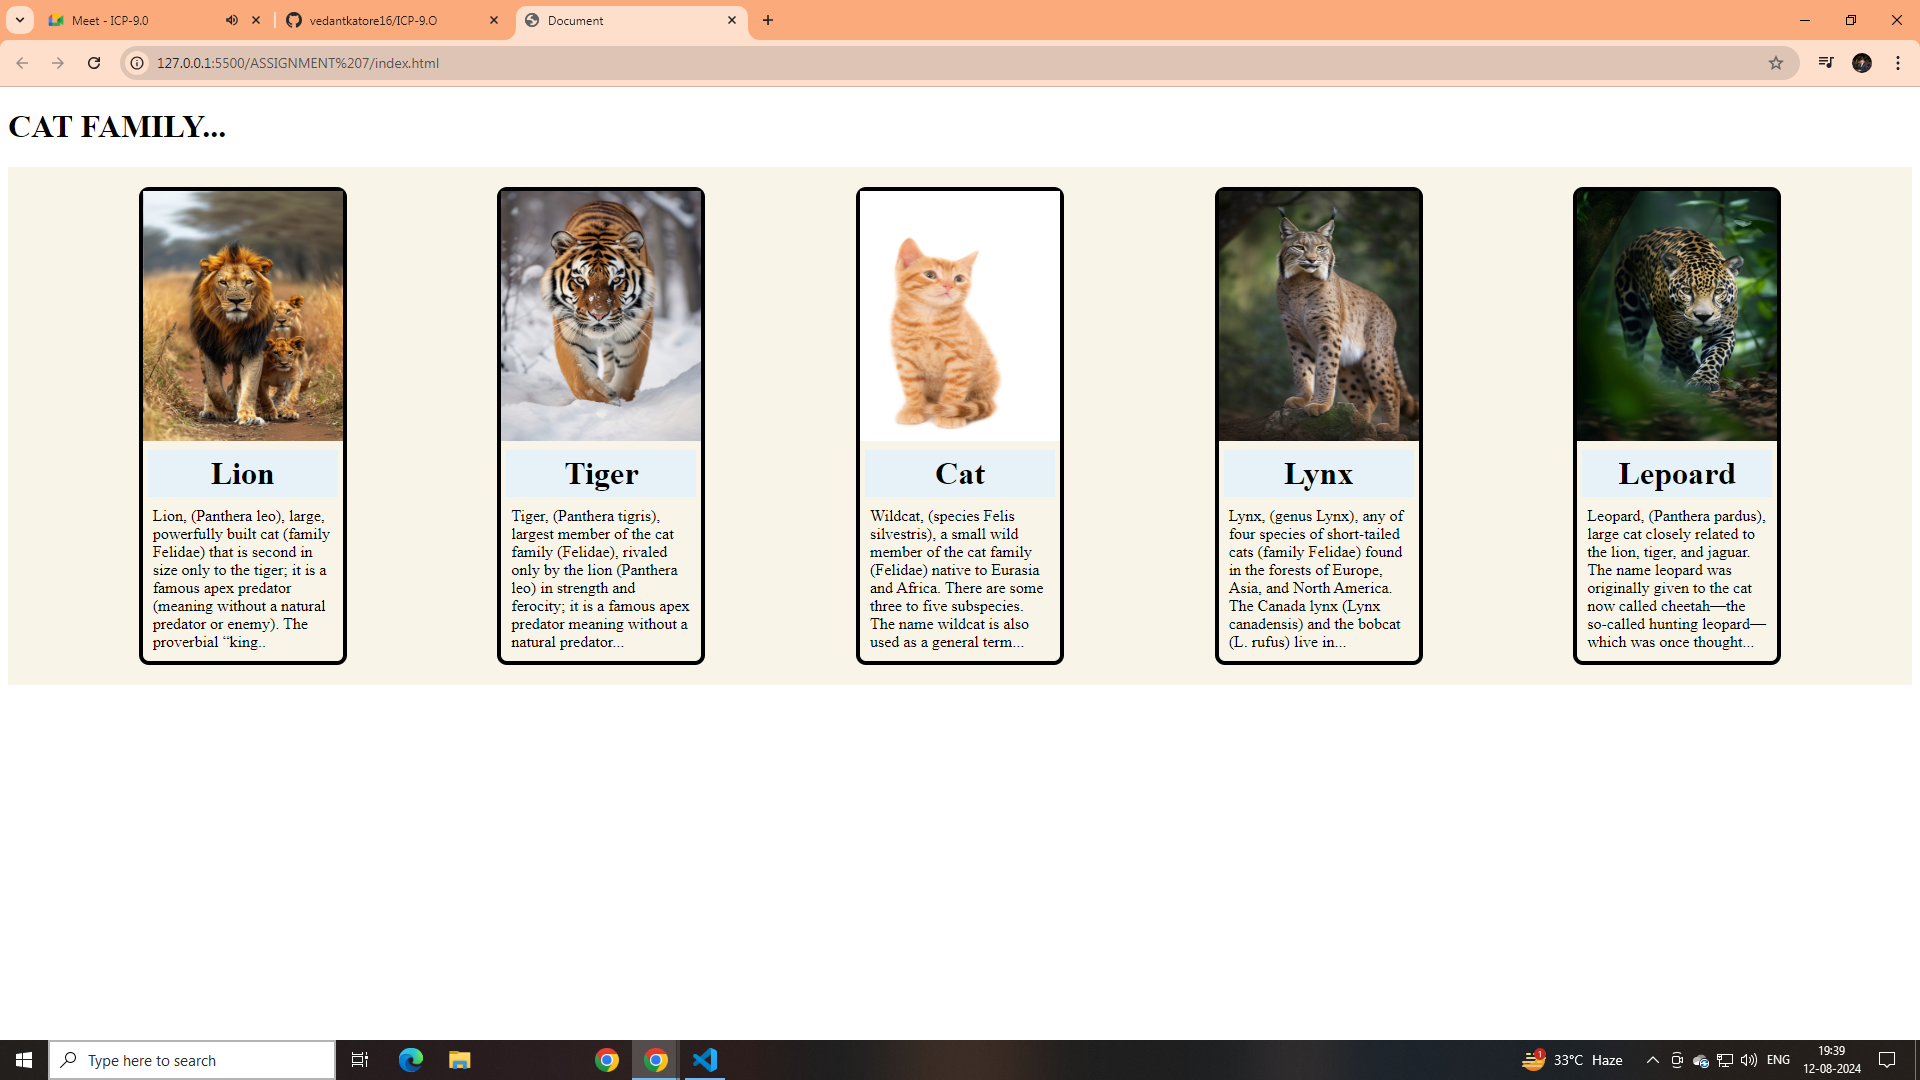 Meet - ICP-9.0
vedantkatore16/ICP-9.O
Document
127.0.0.1:5500/ASSIGNMENT%207/index.html
CAT FAMILY...
Lion
Lion, (Panthera leo), large,
powerfully built cat (family
Felidae) that is second in
size only to the tiger; it is a
famous apex predator
(meaning without a natural
predator or enemy). The
proverbial “king..
Tiger
Tiger, (Panthera tigris),
largest member of the cat
family (Felidae), rivaled
only by the lion (Panthera
leo) in strength and
ferocity; it is a famous apex
predator meaning without a
natural predator...
Cat
Wildcat, (species Felis
silvestris), a small wild
member of the cat family
(Felidae) native to Eurasia
and Africa. There are some
three to five subspecies.
The name wildcat is also
used as a general term...
Lynx
Lynx, (genus Lynx), any of
four species of short-tailed
cats (family Felidae) found
in the forests of Europe,
Asia, and North America.
The Canada lynx (Lynx
canadensis) and the bobcat
(L. rufus) live in...
Lepoard
Leopard, (Panthera pardus),
large cat closely related to
the lion, tiger, and jaguar.
The name leopard was
originally given to the cat
now called cheetah—the
so-called hunting leopard—
which was once thought...
Type here to search
1
33°C Haze
ENG
19:39
12-08-2024